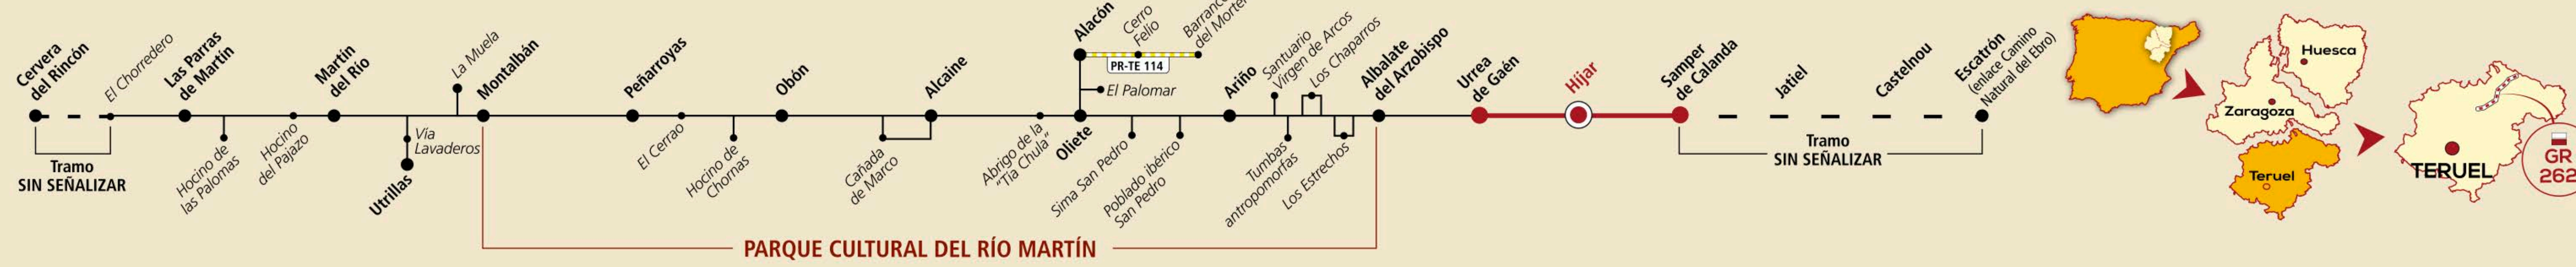 Cervera
del Rincón
El Chorredero
Las Parras
de Martín
Hocino de
las Palomas
Hocino
del Pajazo
Martín
del Río
Via
Lavaderos
Utrillas
La Muela
Montalbán
Peñarroyas
El Cerrao
Hocino de
Chornas
Obón
Cañada
de Marco
Alcaine
Abrigo de la
"Tía Chula"
Oliete
Alacón
Cerro
Felío
Barranco
del Mortero
PR-TE 114
El Palomar
Sima San Pedro
Poblado ibérico
San Pedro
Ariño
Santuario
Virgen de Arcos
Tumbas
antropomorfas
Los Chaparros
Los Estrechos
Albalate
del Arzobispo
Urrea
de Gaén
Híjar
Samper
de Calanda
Jatiel
Castelnou
Escatrón
(enlace Camino
Natural del Ebro)
Tramo
SIN SEÑALIZAR
Tramo
SIN SEÑALIZAR
PARQUE CULTURAL DEL RÍO MARTÍN
Huesca
Zaragoza
Teruel
TERUEL
GR
262